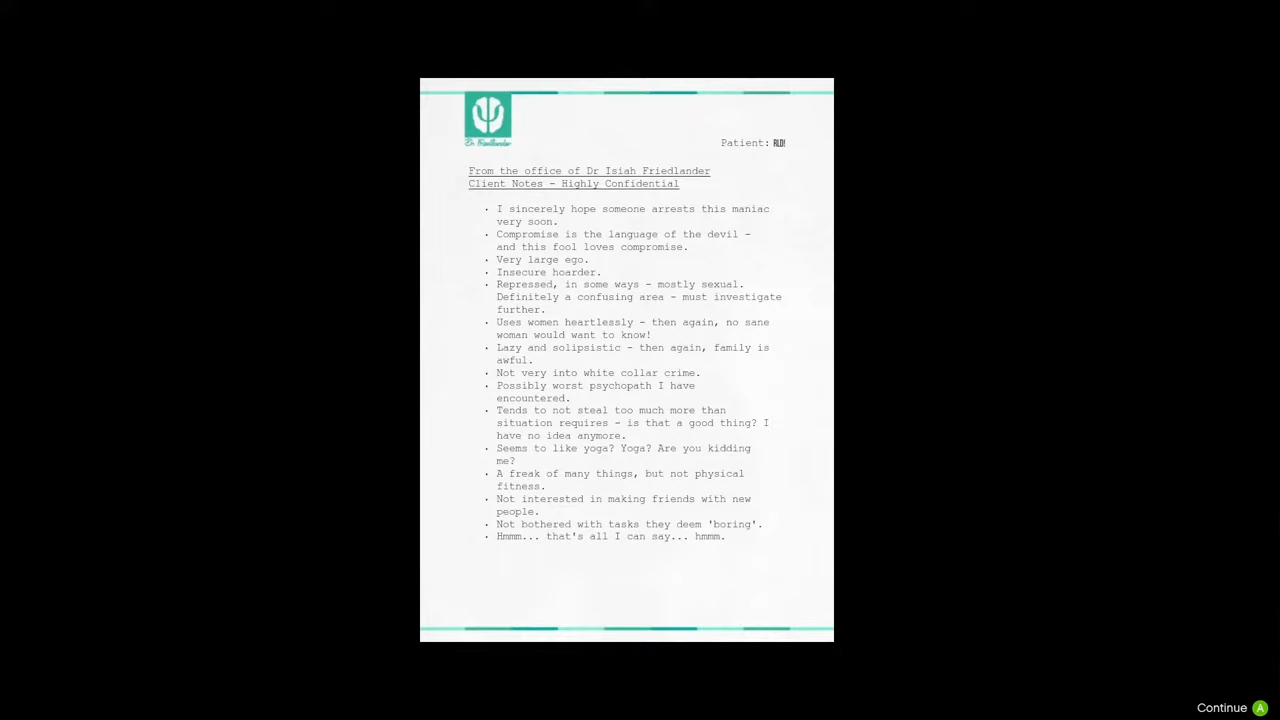 Dr Friedlander
Patient: RLD!
From the office of Dr Isiah Friedlander
Client Notes - Highly Confidential
· I sincerely hope someone arrests this maniac
very soon.
· Compromise is the language of the devil -
and this fool loves compromise.
· Very large ego.
· Insecure hoarder.
· Repressed, in some ways - mostly sexual.
Definitely a confusing area - must investigate
further.
· Uses women heartlessly - then again, no sane
woman would want to know!
· Lazy and solipsistic - then again, family is
awful.
· Not very into white collar crime.
· Possibly worst psychopath I have
encountered.
· Tends to not steal too much more than
situation requires - is that a good thing? I
have no idea anymore.
· Seems to like yoga? Yoga? Are you kidding
me?
· A freak of many things, but not physical
fitness.
· Not interested in making friends with new
people.
· Not bothered with tasks they deem 'boring'.
· Hmmm... that's all I can say... hmmm.
Continue A